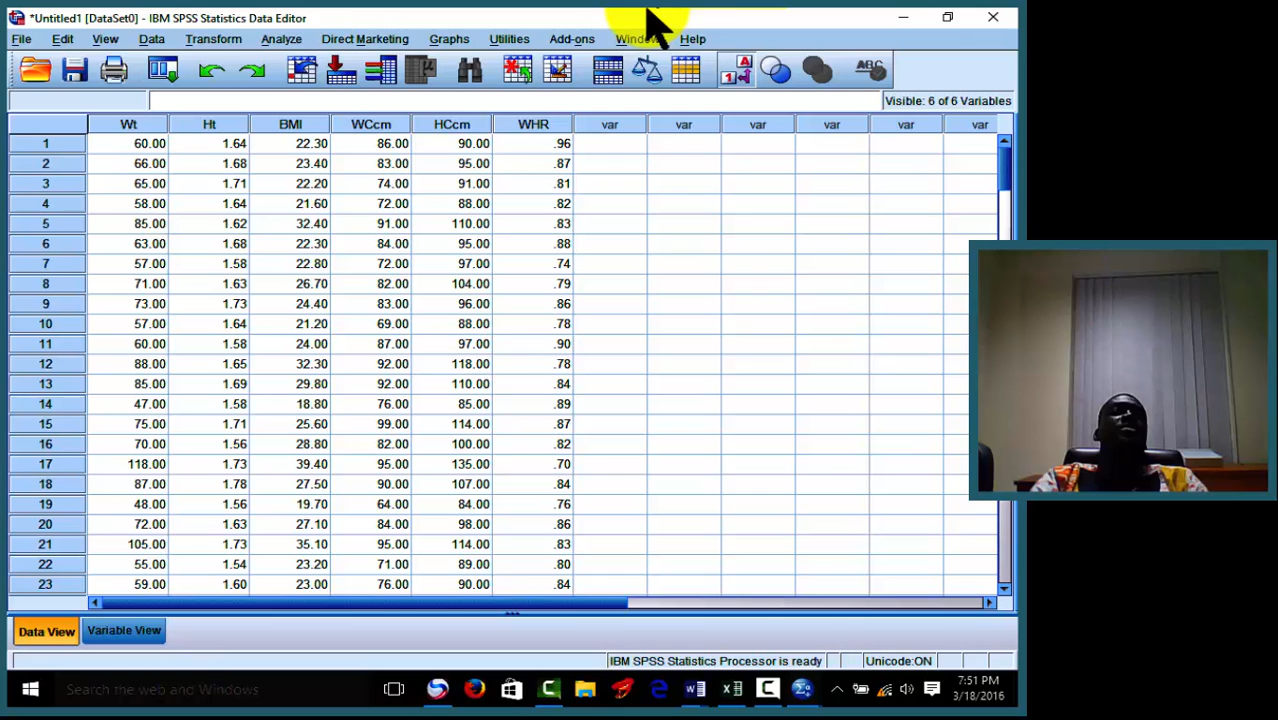 *Untitled1 [DataSet0] - IBM SPSS Statistics Data Editor
File Edit View Data Transform Analyze Direct Marketing Graphs Utilities Add-ons Window Help
Visible: 6 of 6 Variables
Wt Ht BMI WCcm HCcm WHR var var var var var var
1 60.00 1.64 22.30 86.00 90.00 .96
2 66.00 1.68 23.40 83.00 95.00 .87
3 65.00 1.71 22.20 74.00 91.00 .81
4 58.00 1.64 21.60 72.00 88.00 .82
5 85.00 1.62 32.40 91.00 110.00 .83
6 63.00 1.68 22.30 84.00 95.00 .88
7 57.00 1.58 22.80 72.00 97.00 .74
8 71.00 1.63 26.70 82.00 104.00 .79
9 73.00 1.73 24.40 83.00 96.00 .86
10 57.00 1.64 21.20 69.00 88.00 .78
11 60.00 1.58 24.00 87.00 97.00 .90
12 88.00 1.65 32.30 92.00 118.00 .78
13 85.00 1.69 29.80 92.00 110.00 .84
14 47.00 1.58 18.80 76.00 85.00 .89
15 75.00 1.71 25.60 99.00 114.00 .87
16 70.00 1.56 28.80 82.00 100.00 .82
17 118.00 1.73 39.40 95.00 135.00 .70
18 87.00 1.78 27.50 90.00 107.00 .84
19 48.00 1.56 19.70 64.00 84.00 .76
20 72.00 1.63 27.10 84.00 98.00 .86
21 105.00 1.73 35.10 95.00 114.00 .83
22 55.00 1.54 23.20 71.00 89.00 .80
23 59.00 1.60 23.00 76.00 90.00 .84
Data View Variable View
IBM SPSS Statistics Processor is ready Unicode:ON
Search the web and Windows
7:51 PM
3/18/2016